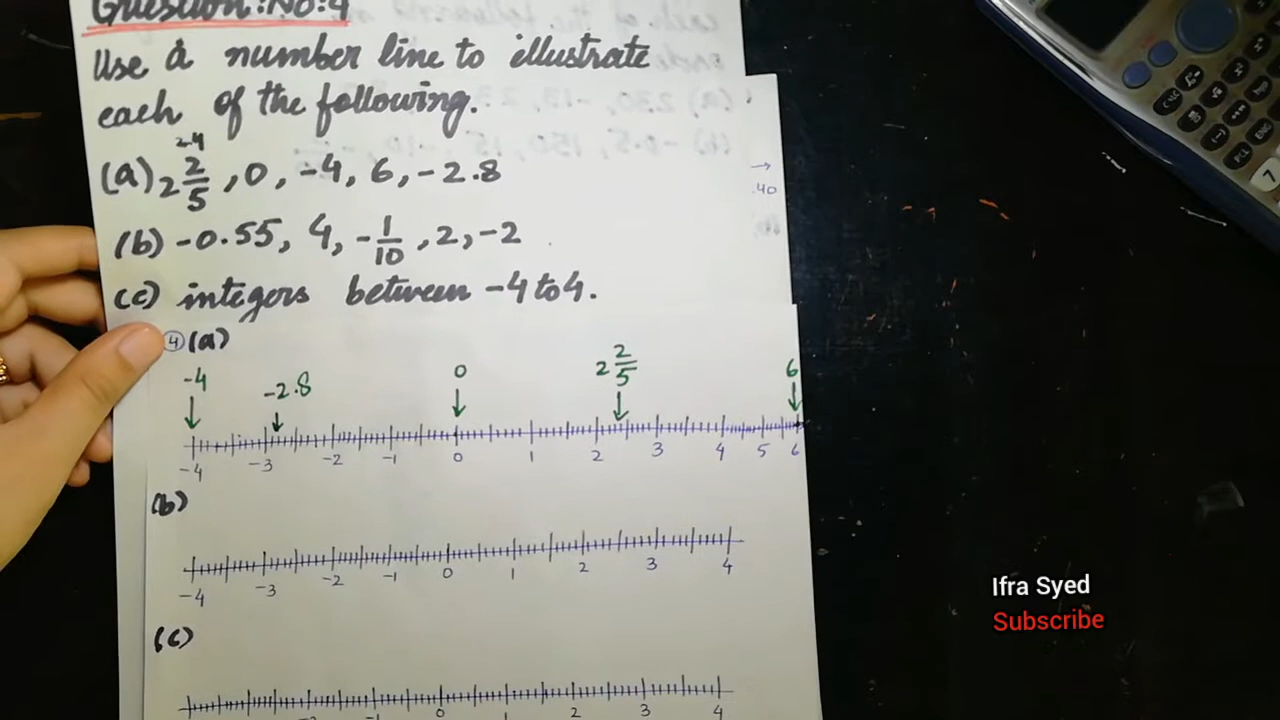 Question:No:4
Use a number line to illustrate
each of the following.
2.4
(a) 2 2/5, 0, -4, 6, -2.8
(b) -0.55, 4, -1/10, 2, -2
(c) integers between -4 to 4.
4 (a)
-4 -2.8 0 2 2/5 6
-4 -3 -2 -1 0 1 2 3 4 5 6
(b)
-4 -3 -2 -1 0 1 2 3 4
(c)
0 1 2 3 4
→
40
7
Ifra Syed
Subscribe